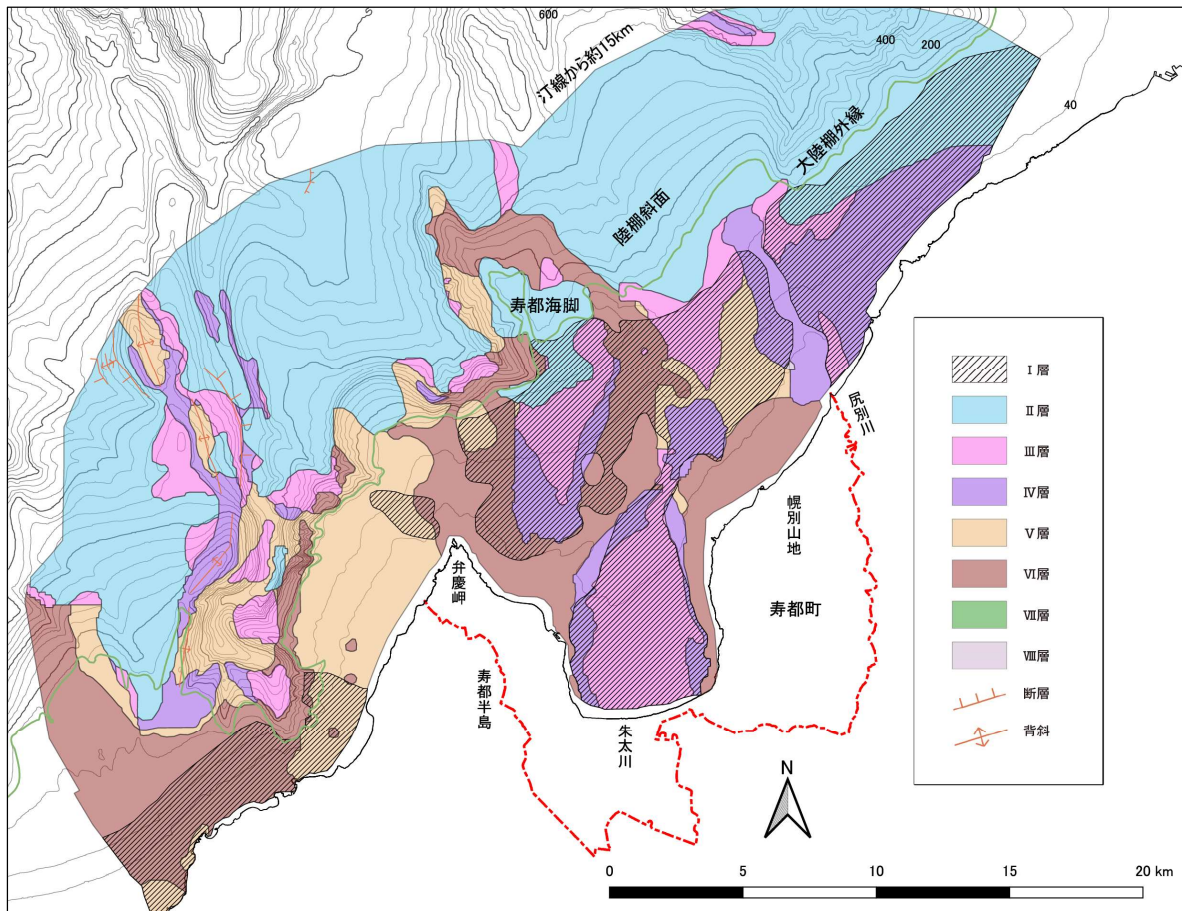 600
汀線から約15km
400
200
大陸棚外縁
40
陸棚斜面
寿都海脚
尻別川
幌別山地
弁慶岬
寿都町
寿都半島
朱太川
Ⅰ層
Ⅱ層
Ⅲ層
Ⅳ層
Ⅴ層
Ⅵ層
Ⅶ層
Ⅷ層
断層
背斜
N
0 5 10 15 20 km